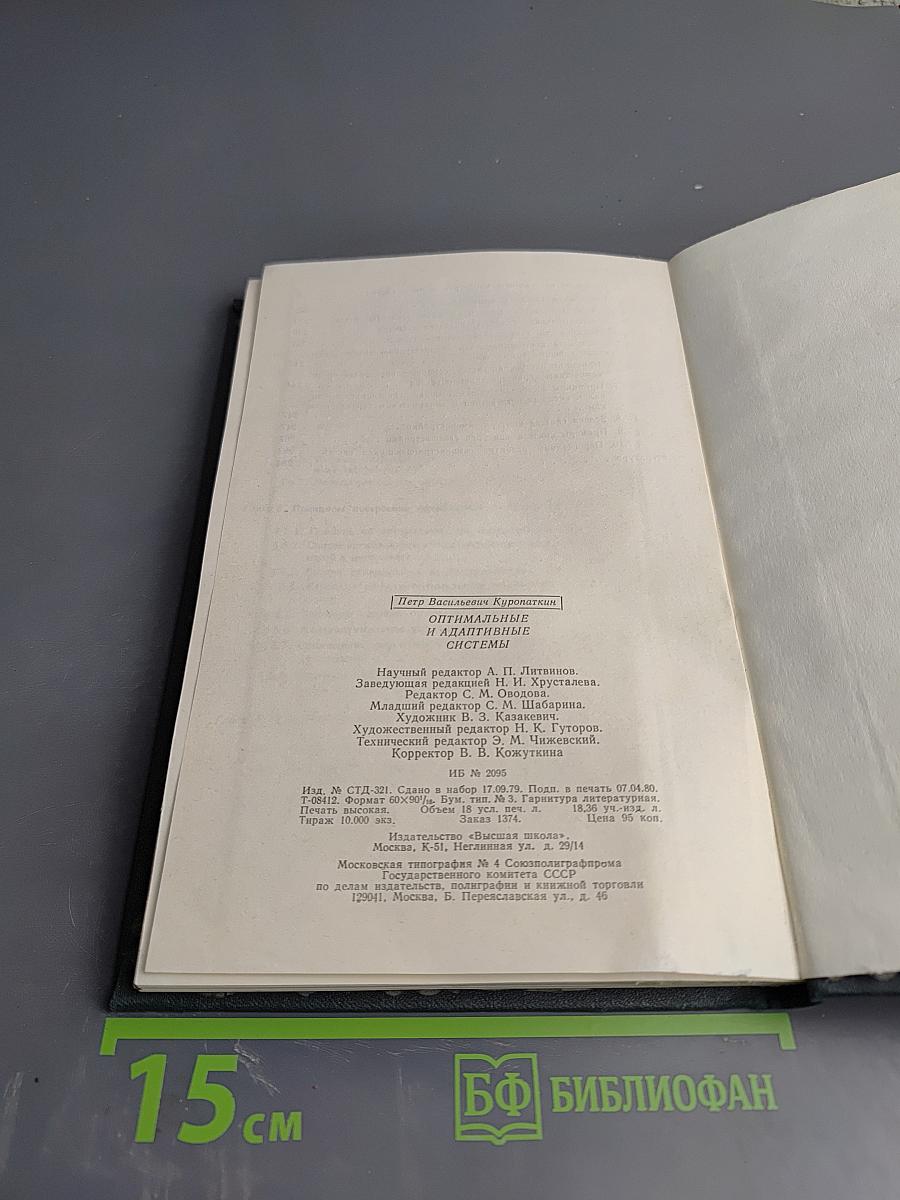 Петр Васильевич Куропаткин
ОПТИМАЛЬНЫЕ
И АДАПТИВНЫЕ
СИСТЕМЫ
Научный редактор А. П. Литвинов.
Заведующая редакцией Н. И. Хрусталева.
Редактор С. М. Оводова.
Младший редактор С. М. Шабарина.
Художник В. З. Казакевич.
Художественный редактор Н. К. Гуторов.
Технический редактор Э. М. Чижевский.
Корректор В. В. Кожуткина
ИБ № 2095
Изд. № СТД-321. Сдано в набор 17.09.79. Подп. в печать 07.04.80.
Т-08412. Формат 60×90¹/₁₆. Бум. тип. № 3. Гарнитура литературная.
Печать высокая. Объем 18 усл. печ. л. 18,36 уч.-изд. л.
Тираж 10.000 экз. Заказ 1374. Цена 95 коп.
Издательство «Высшая школа».
Москва, К-51, Неглинная ул. д. 29/14
Московская типография № 4 Союзполиграфпрома
Государственного комитета СССР
по делам издательств, полиграфии и книжной торговли
129041, Москва, Б. Переяславская ул., д. 46
15 см
БФ БИБЛИОФАН